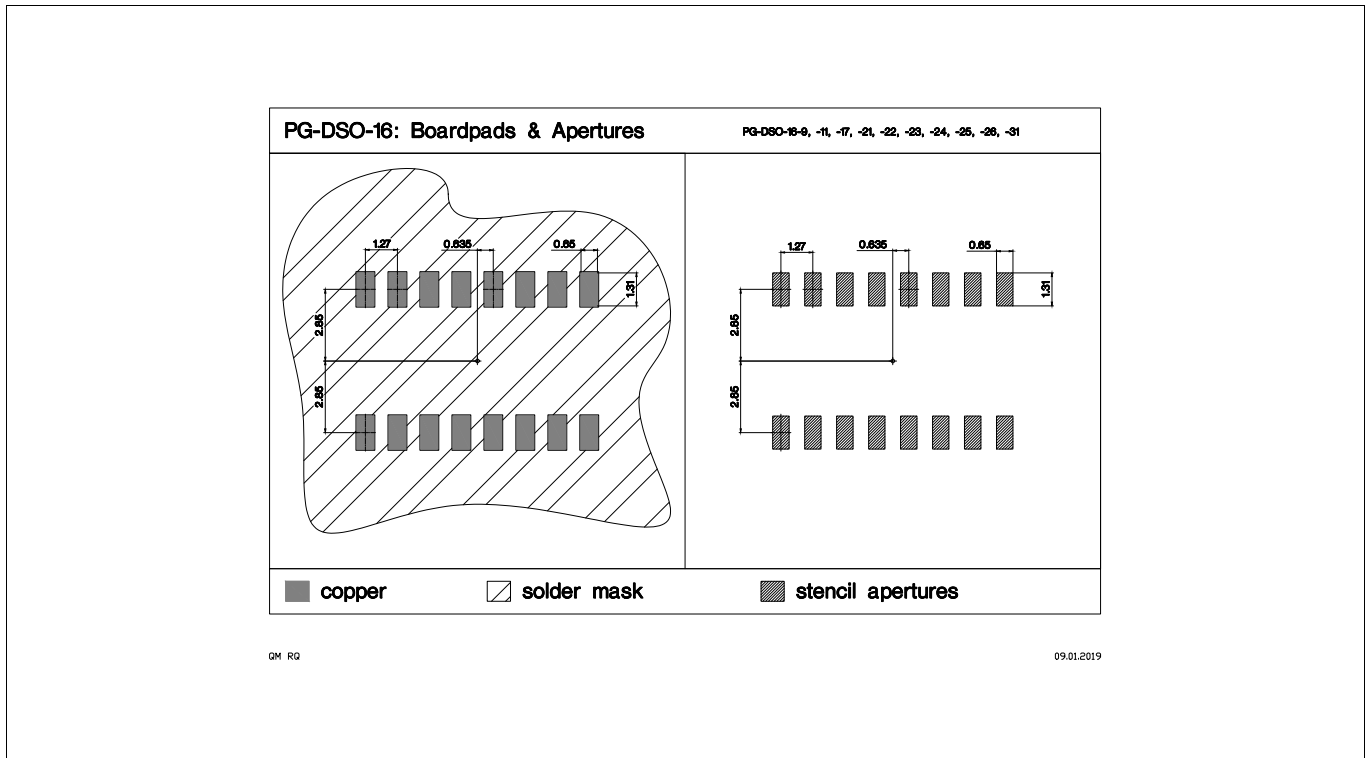 PG-DSO-16: Boardpads & Apertures
PG-DSO-16-9, -11, -17, -21, -22, -23, -24, -25, -26, -31
1.27
0.635
0.65
1.31
2.85
2.85
1.27
0.635
0.65
1.31
2.85
2.85
copper
solder mask
stencil apertures
QM RQ
09.01.2019